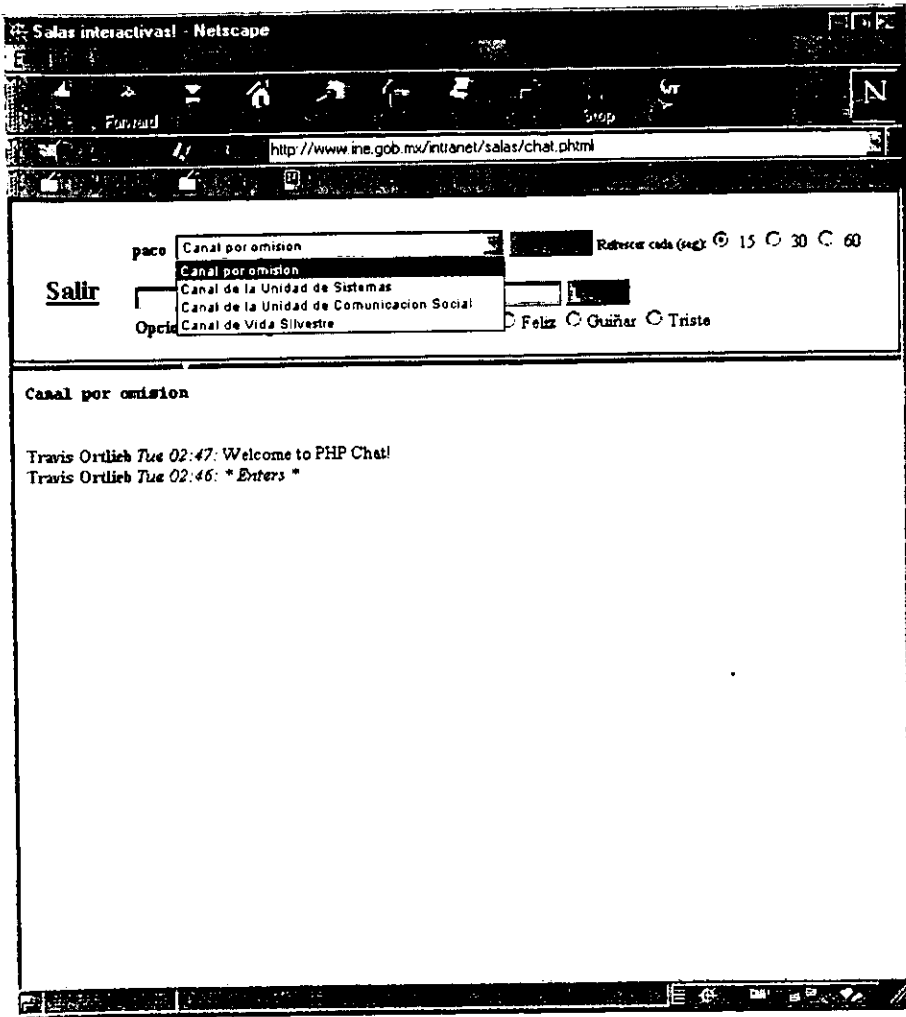 Salas interactivas! - Netscape
Forward
Stop
N
http://www.ine.gob.mx/intranet/salas/chat.phtml
paco Canal por omision Refrescar cada (seg): 15 30 60
Canal por omision
Canal de la Unidad de Sistemas
Canal de la Unidad de Comunicacion Social
Canal de Vida Silvestre
Salir
Opcio Feliz Guiñar Triste
Canal por omision
Travis Ortlieb Tue 02:47: Welcome to PHP Chat!
Travis Ortlieb Tue 02:46: * Enters *